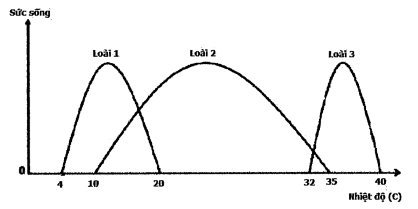 Sức sống
Loài 1
Loài 2
Loài 3
0
4
10
20
32
35
40
Nhiệt độ (C)